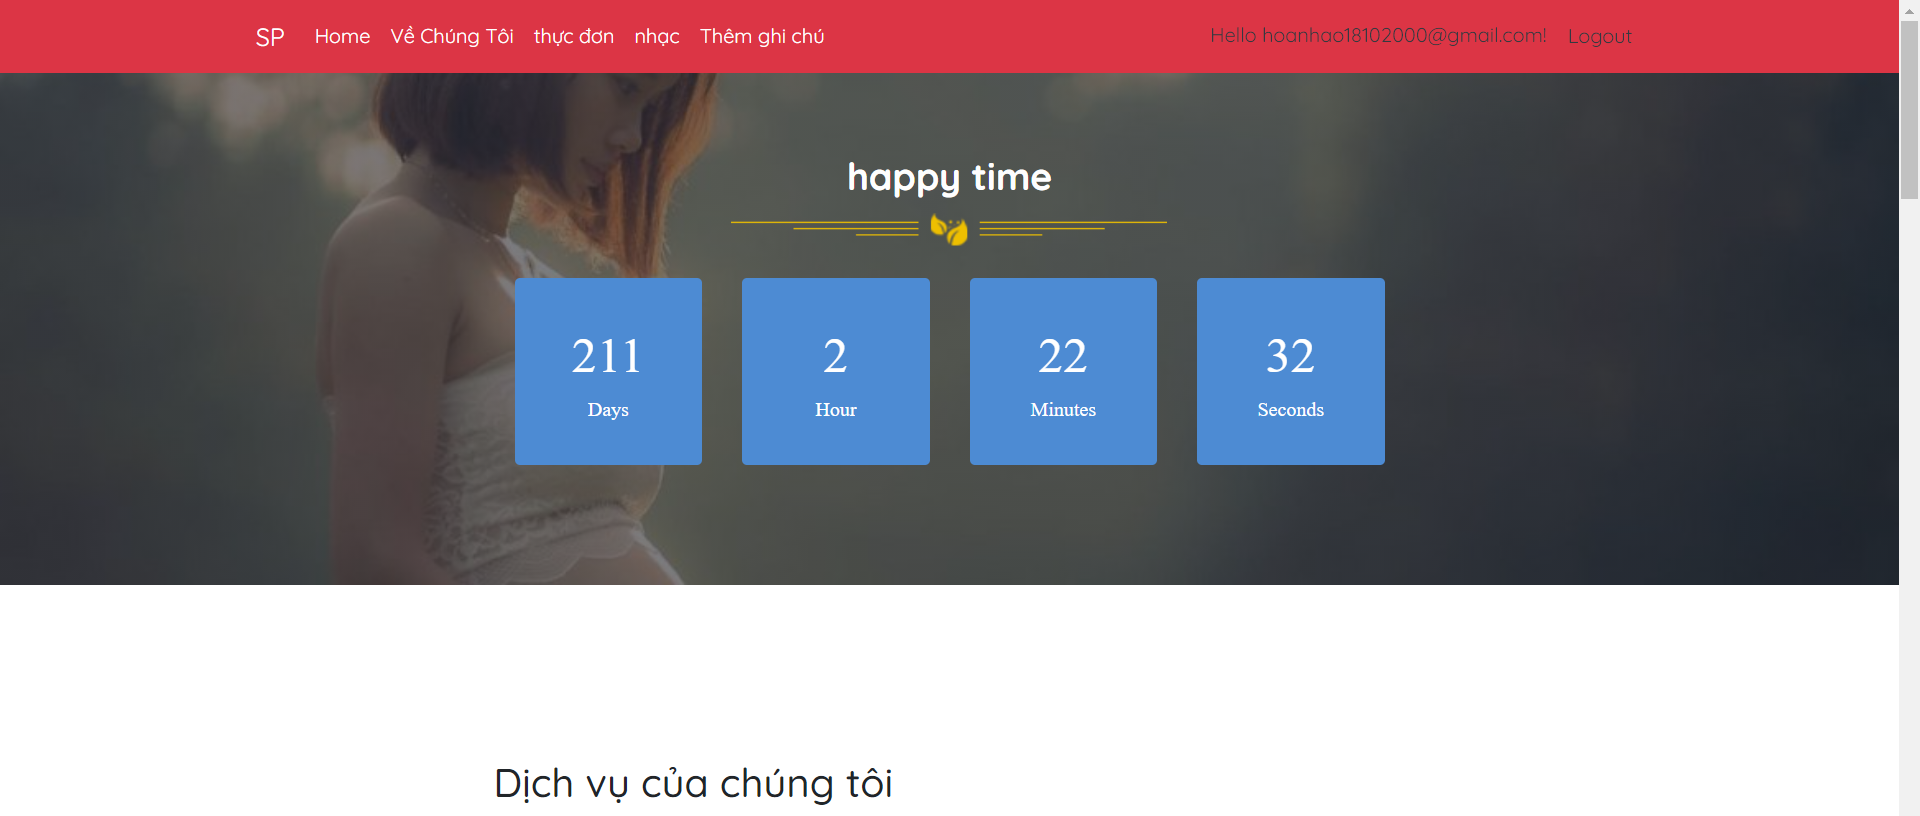 SP Home Về Chúng Tôi thực đơn nhạc Thêm ghi chú Hello hoanhao18102000@gmail.com! Logout
happy time
211 2 22 32
Days Hour Minutes Seconds
Dịch vụ của chúng tôi